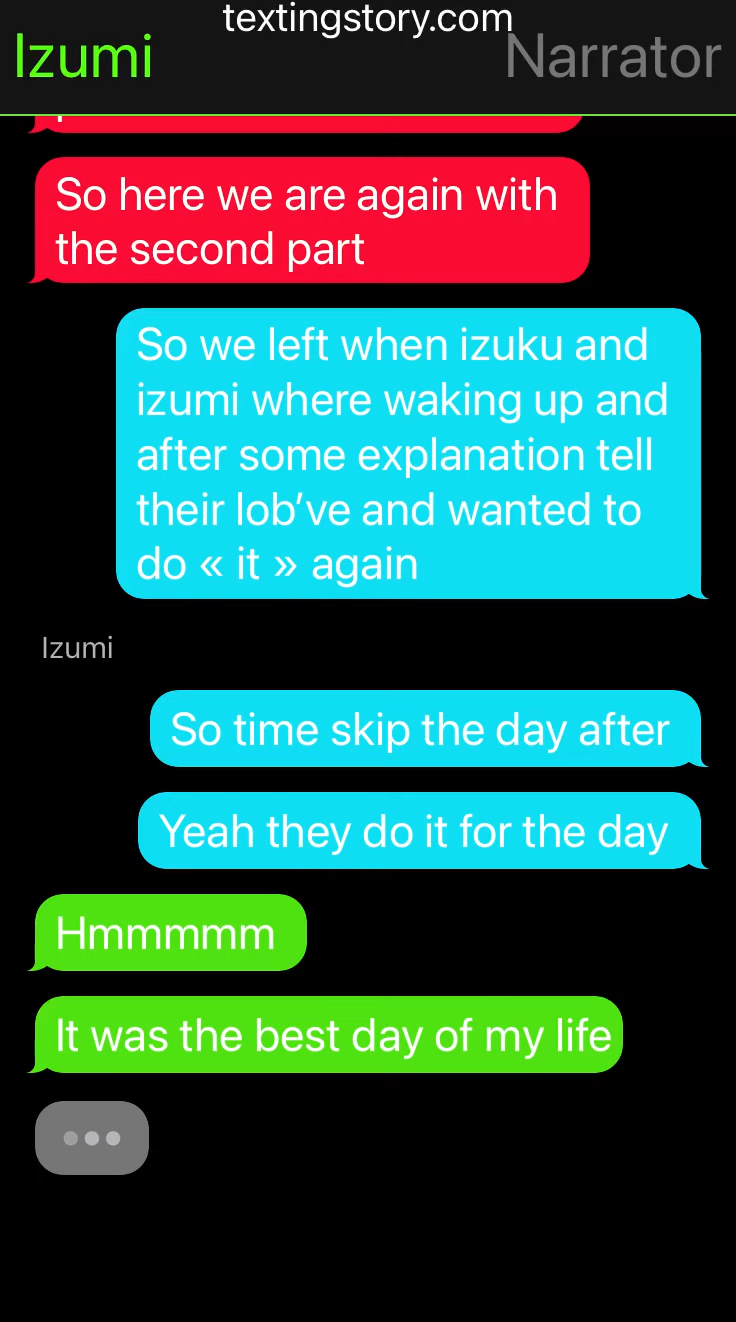 textingstory.com
Izumi
Narrator
So here we are again with
the second part
So we left when izuku and
izumi where waking up and
after some explanation tell
their lob’ve and wanted to
do « it » again
Izumi
So time skip the day after
Yeah they do it for the day
Hmmmmm
It was the best day of my life